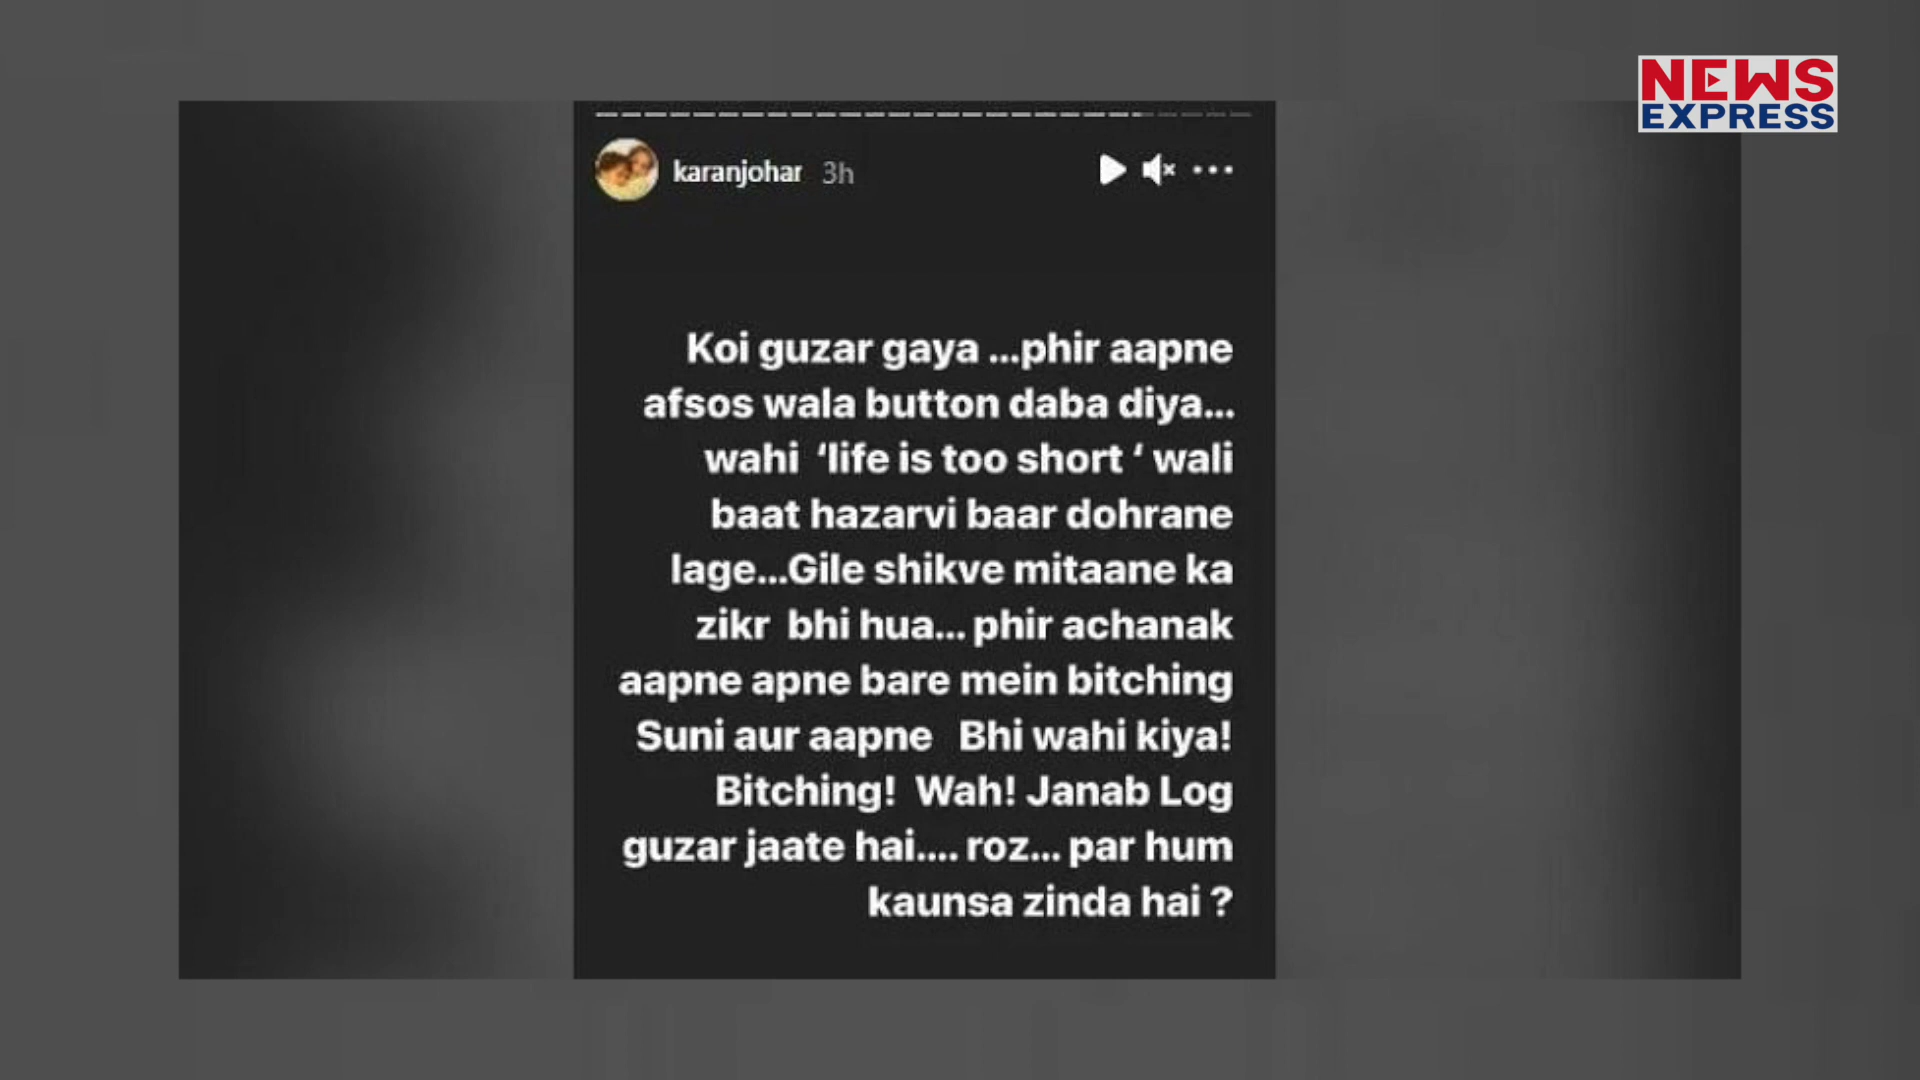 NEWS
EXPRESS
karanjohar 3h
Koi guzar gaya ...phir aapne
afsos wala button daba diya...
wahi ‘life is too short ‘ wali
baat hazarvi baar dohrane
lage...Gile shikve mitaane ka
zikr bhi hua... phir achanak
aapne apne bare mein bitching
Suni aur aapne Bhi wahi kiya!
Bitching! Wah! Janab Log
guzar jaate hai.... roz... par hum
kaunsa zinda hai ?